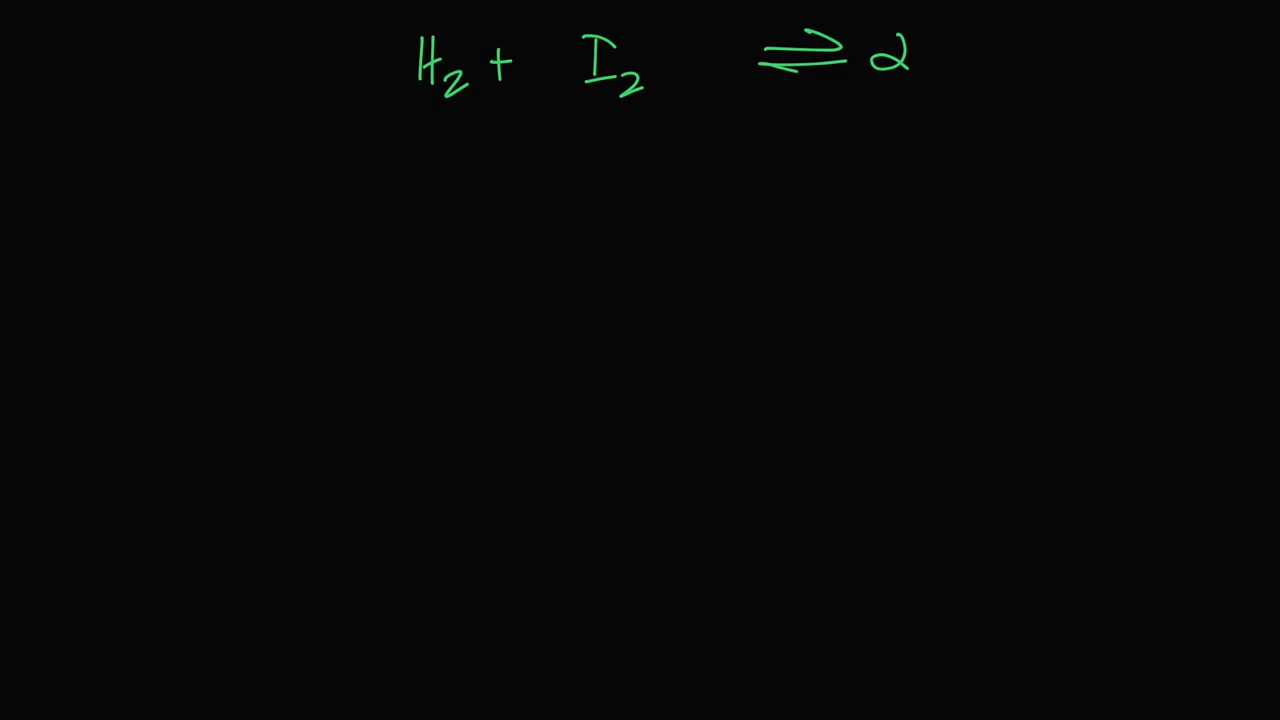 H₂ + I₂ ⇌ 2